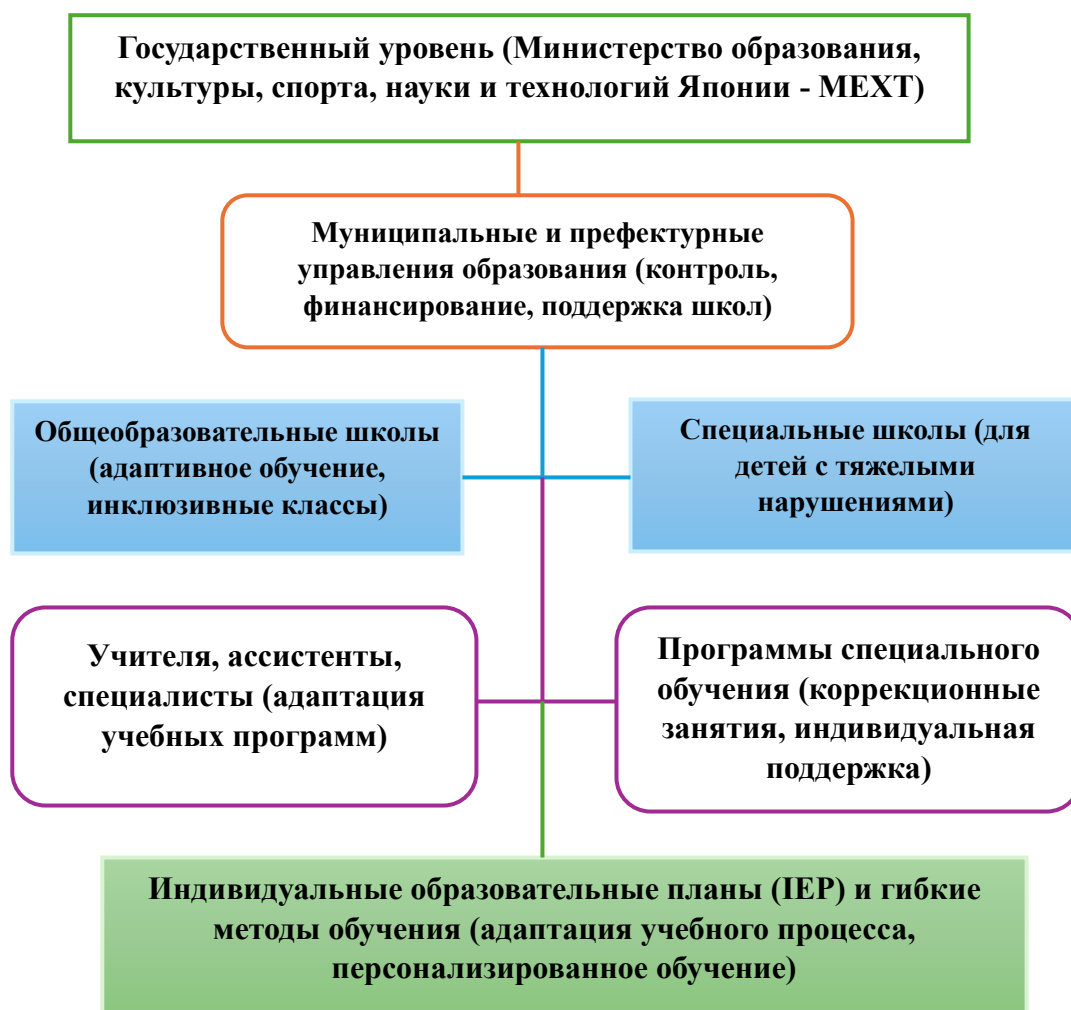 Государственный уровень (Министерство образования,
культуры, спорта, науки и технологий Японии - MEXT)
Муниципальные и префектурные
управления образования (контроль,
финансирование, поддержка школ)
Общеобразовательные школы
(адаптивное обучение,
инклюзивные классы)
Специальные школы (для
детей с тяжелыми
нарушениями)
Учителя, ассистенты,
специалисты (адаптация
учебных программ)
Программы специального
обучения (коррекционные
занятия, индивидуальная
поддержка)
Индивидуальные образовательные планы (IEP) и гибкие
методы обучения (адаптация учебного процесса,
персонализированное обучение)